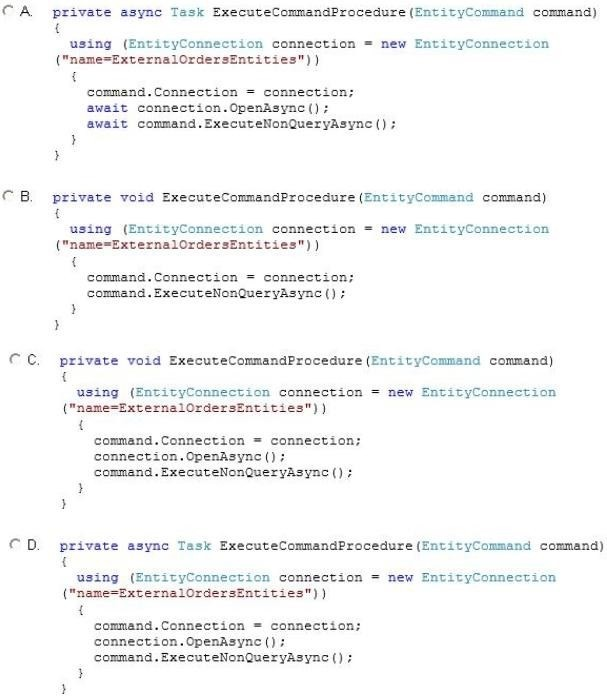 A. private async Task ExecuteCommandProcedure(EntityCommand command)
{
using (EntityConnection connection = new EntityConnection
("name=ExternalOrdersEntities"))
{
command.Connection = connection;
await connection.OpenAsync();
await command.ExecuteNonQueryAsync();
}
}
B. private void ExecuteCommandProcedure(EntityCommand command)
{
using (EntityConnection connection = new EntityConnection
("name=ExternalOrdersEntities"))
{
command.Connection = connection;
command.ExecuteNonQueryAsync();
}
}
C. private void ExecuteCommandProcedure(EntityCommand command)
{
using (EntityConnection connection = new EntityConnection
("name=ExternalOrdersEntities"))
{
command.Connection = connection;
connection.OpenAsync();
command.ExecuteNonQueryAsync();
}
}
D. private async Task ExecuteCommandProcedure(EntityCommand command)
{
using (EntityConnection connection = new EntityConnection
("name=ExternalOrdersEntities"))
{
command.Connection = connection;
connection.OpenAsync();
command.ExecuteNonQueryAsync();
}
}